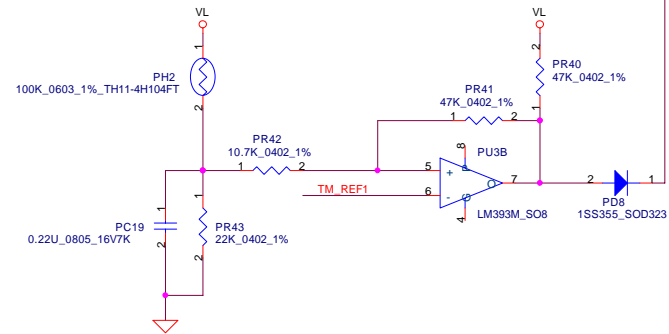 VL
VL
1
PH2
100K_0603_1%_TH11-4H104FT
2
2
PR40
47K_0402_1%
1
PR41
47K_0402_1%
1
2
PR42
10.7K_0402_1%
1
2
8
PU3B
5
+
P
7
O
6
-
G
TM_REF1
4
LM393M_SO8
2
1
PD8
1SS355_SOD323
1
PC19
0.22U_0805_16V7K
2
1
PR43
22K_0402_1%
2